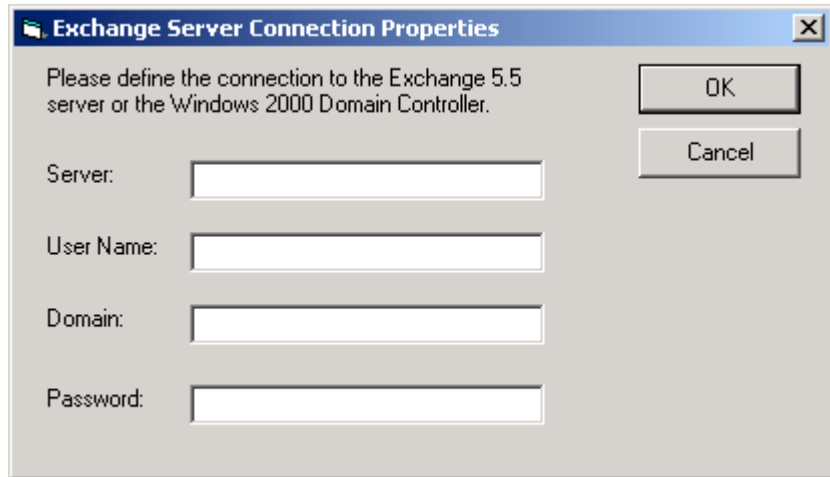 Exchange Server Connection Properties
Please define the connection to the Exchange 5.5
server or the Windows 2000 Domain Controller.
OK
Cancel
Server:
User Name:
Domain:
Password: